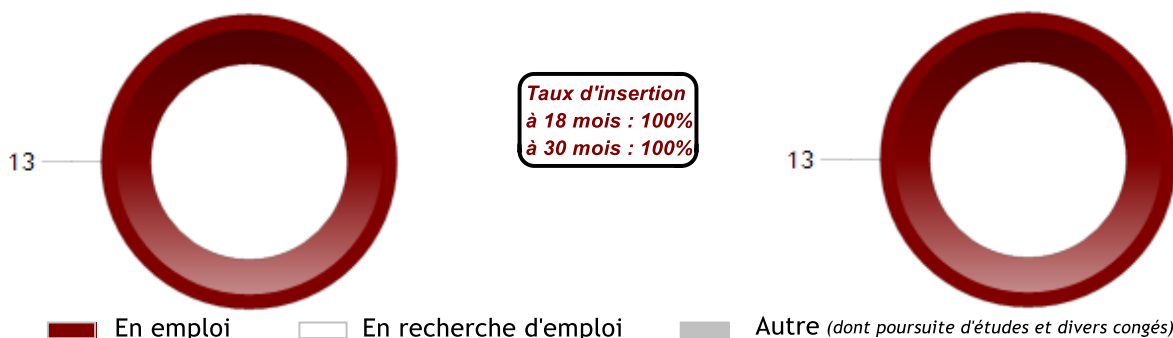 Taux d'insertion
à 18 mois : 100%
à 30 mois : 100%
13
13
En emploi
En recherche d'emploi
Autre (dont poursuite d'études et divers congés)